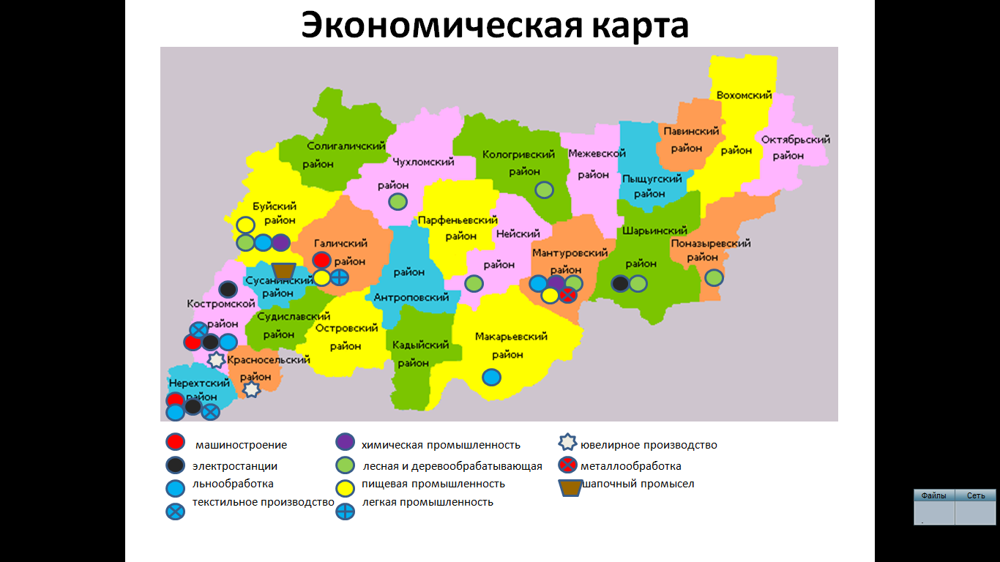 Экономическая карта
Вохомский
район
Павинский
район
Октябрьский
район
Солигаличский
район
Чухломский
район
Кологривский
район
Межевской
район
Пыщугский
район
Буйский
район
Парфеньевский
район
Нейский
район
Шарьинский
район
Галичский
район
Мантуровский
район
Поназыревский
район
Сусанинский
район
район
Антроповский
Костромской
район
Судиславский
район
Островский
район
Кадыйский
район
Макарьевский
район
Красносельский
район
Нерехтский
район
машиностроение
электростанции
льнообработка
текстильное производство
химическая промышленность
лесная и деревообрабатывающая
пищевая промышленность
легкая промышленность
ювелирное производство
металлообработка
шапочный промысел
Файлы
Сеть